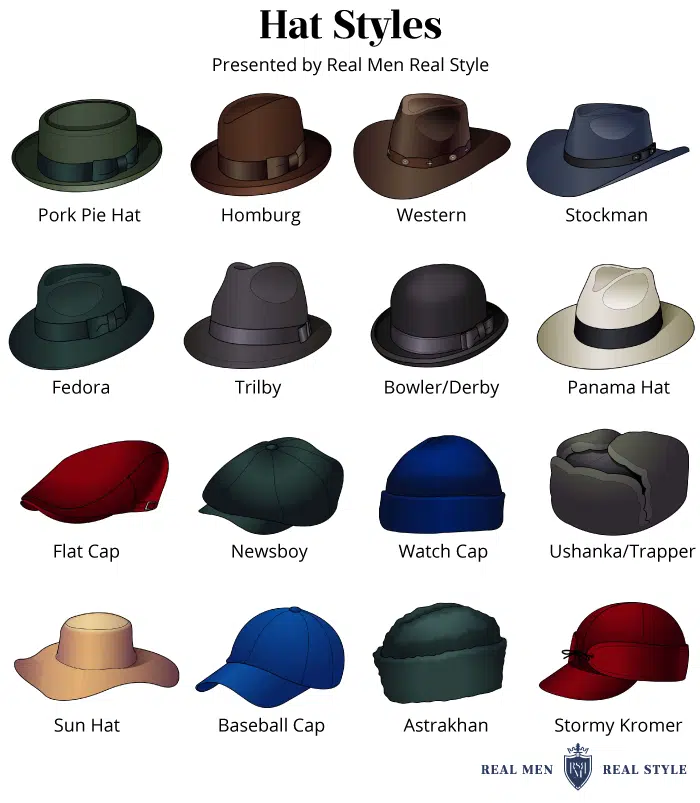 Hat Styles
Presented by Real Men Real Style
Pork Pie Hat
Homburg
Western
Stockman
Fedora
Trilby
Bowler/Derby
Panama Hat
Flat Cap
Newsboy
Watch Cap
Ushanka/Trapper
Sun Hat
Baseball Cap
Astrakhan
Stormy Kromer
REAL MEN REAL STYLE